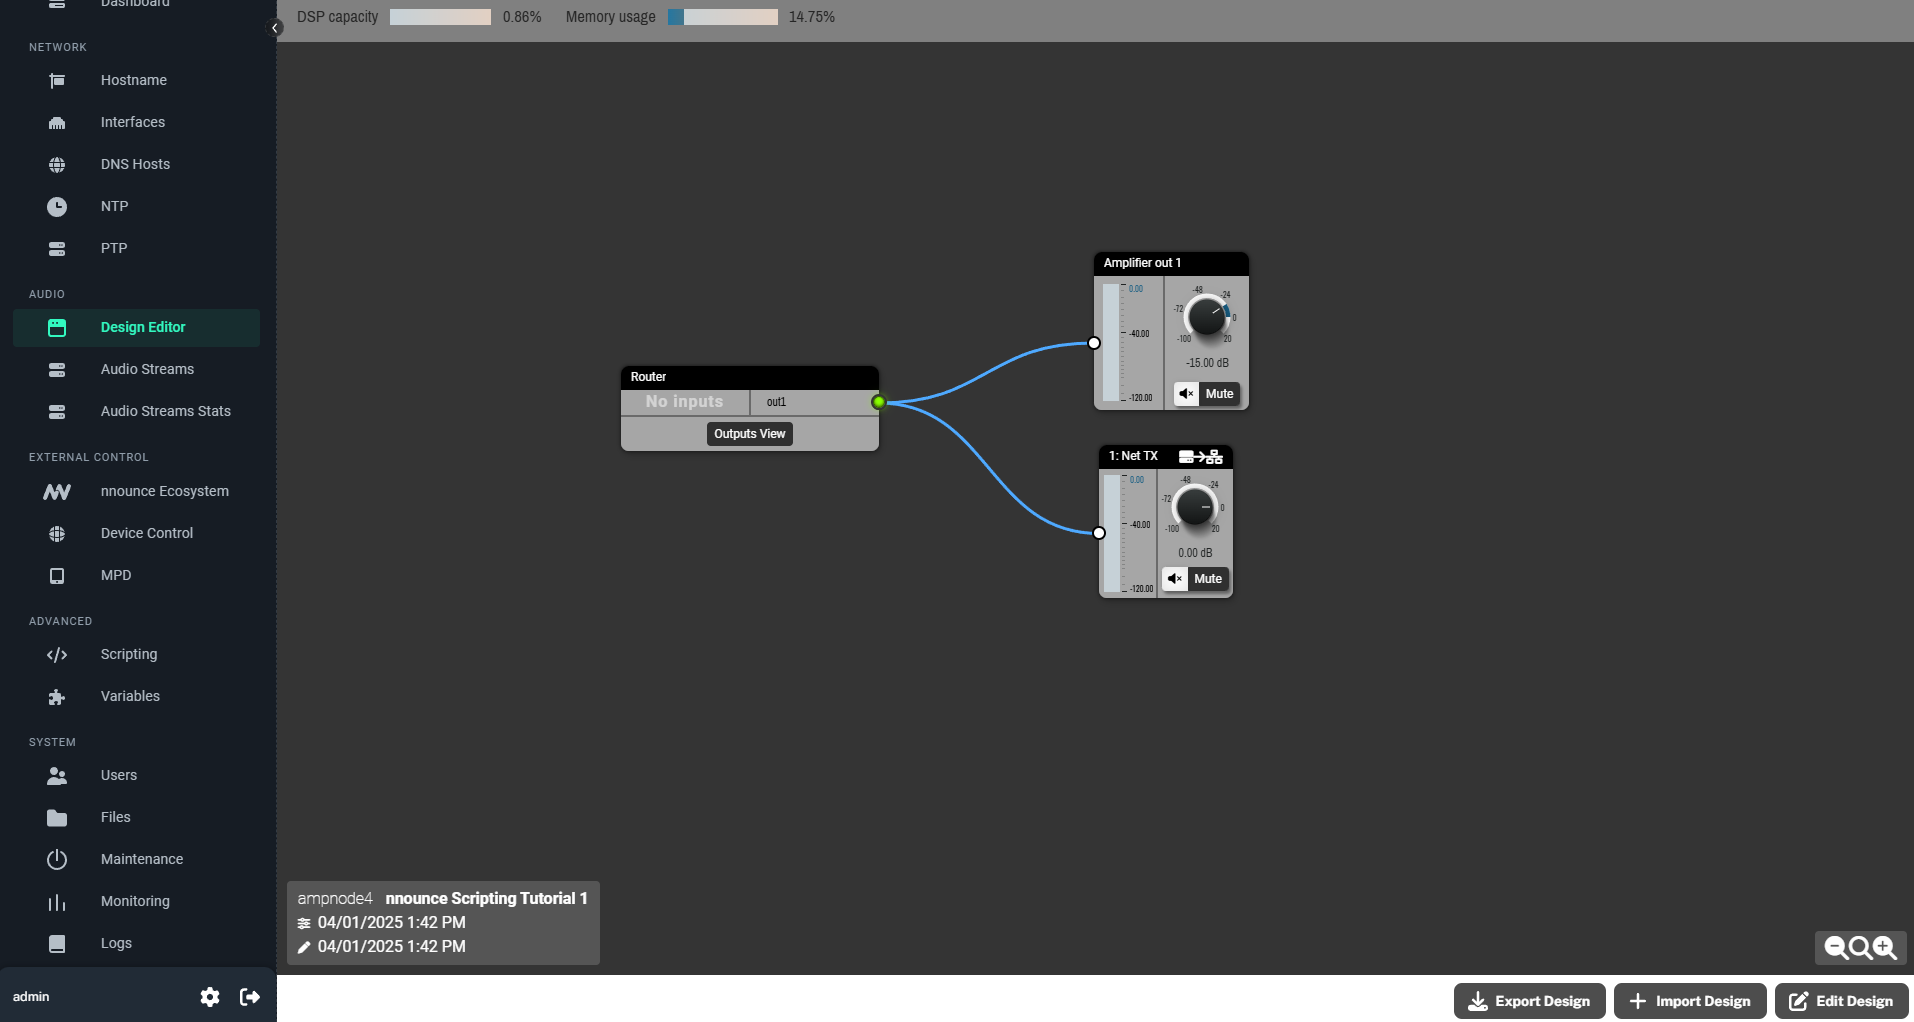 Dashboard
NETWORK
Hostname
Interfaces
DNS Hosts
NTP
PTP
AUDIO
Design Editor
Audio Streams
Audio Streams Stats
EXTERNAL CONTROL
nnounce Ecosystem
Device Control
MPD
ADVANCED
Scripting
Variables
SYSTEM
Users
Files
Maintenance
Monitoring
Logs
admin
DSP capacity 0.86% Memory usage 14.75%
Router
No inputs out1
Outputs View
Amplifier out 1
0.00
-40.00
-120.00
-48
-24
-72
0
-100
20
-15.00 dB
Mute
1: Net TX
0.00
-40.00
-120.00
-48
-24
-72
0
-100
20
0.00 dB
Mute
ampnode4 nnounce Scripting Tutorial 1
04/01/2025 1:42 PM
04/01/2025 1:42 PM
Export Design
Import Design
Edit Design